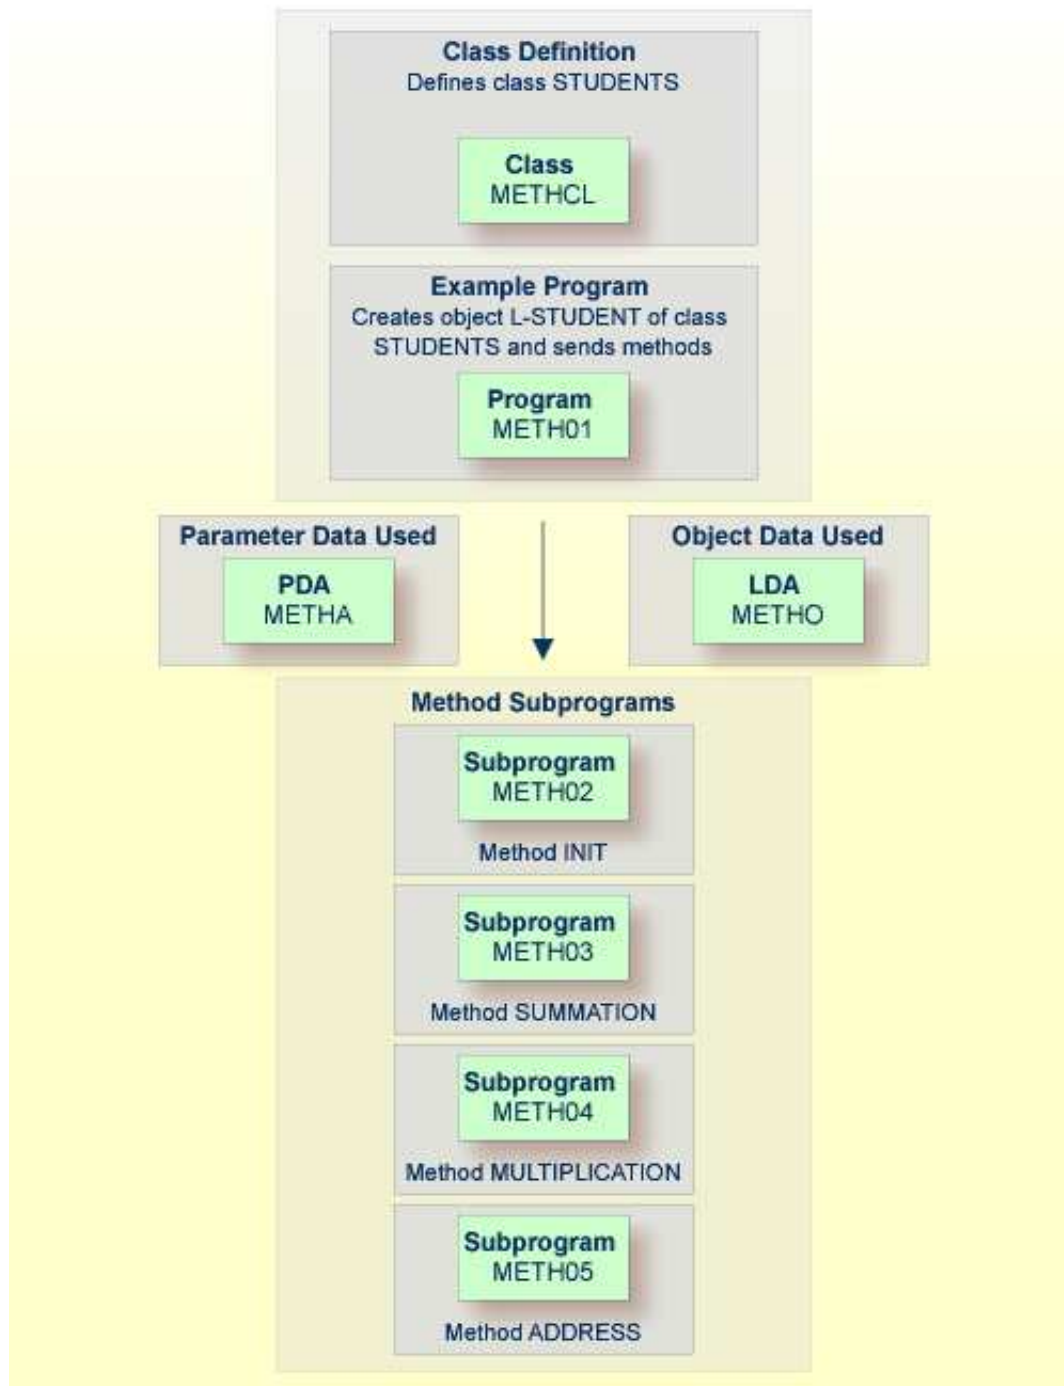 Class Definition
Defines class STUDENTS
Class
METHCL
Example Program
Creates object L-STUDENT of class
STUDENTS and sends methods
Program
METH01
Parameter Data Used
PDA
METHA
Object Data Used
LDA
METHO
Method Subprograms
Subprogram
METH02
Method INIT
Subprogram
METH03
Method SUMMATION
Subprogram
METH04
Method MULTIPLICATION
Subprogram
METH05
Method ADDRESS